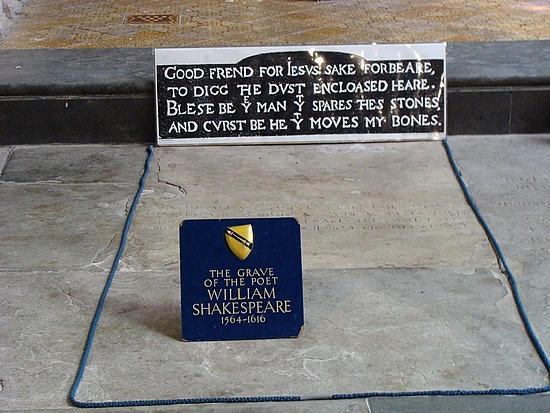 GOOD FREND FOR IESVS SAKE FORBEARE,
TO DIGG THE DVST ENCLOASED HEARE.
BLESE BE Yͤ MAN Yͭ SPARES THES STONES
AND CVRST BE HE Yͭ MOVES MY BONES.
THE GRAVE
OF THE POET
WILLIAM
SHAKESPEARE
1564-1616